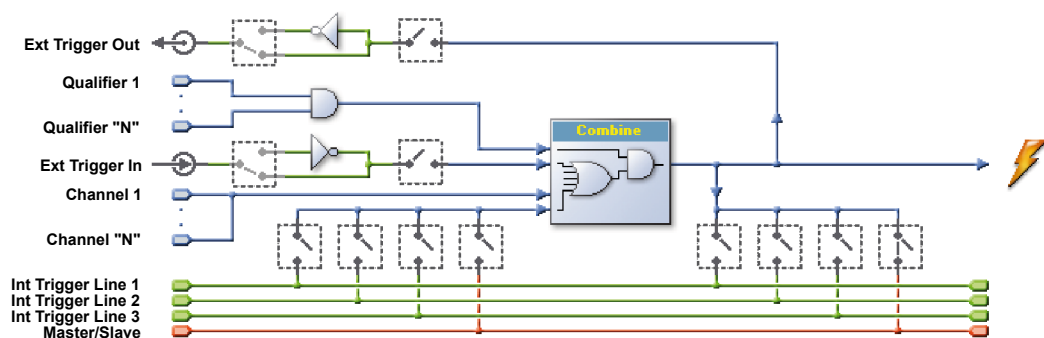 Ext Trigger Out
Qualifier 1
Qualifier "N"
Combine
Ext Trigger In
Channel 1
Channel "N"
Int Trigger Line 1
Int Trigger Line 2
Int Trigger Line 3
Master/Slave